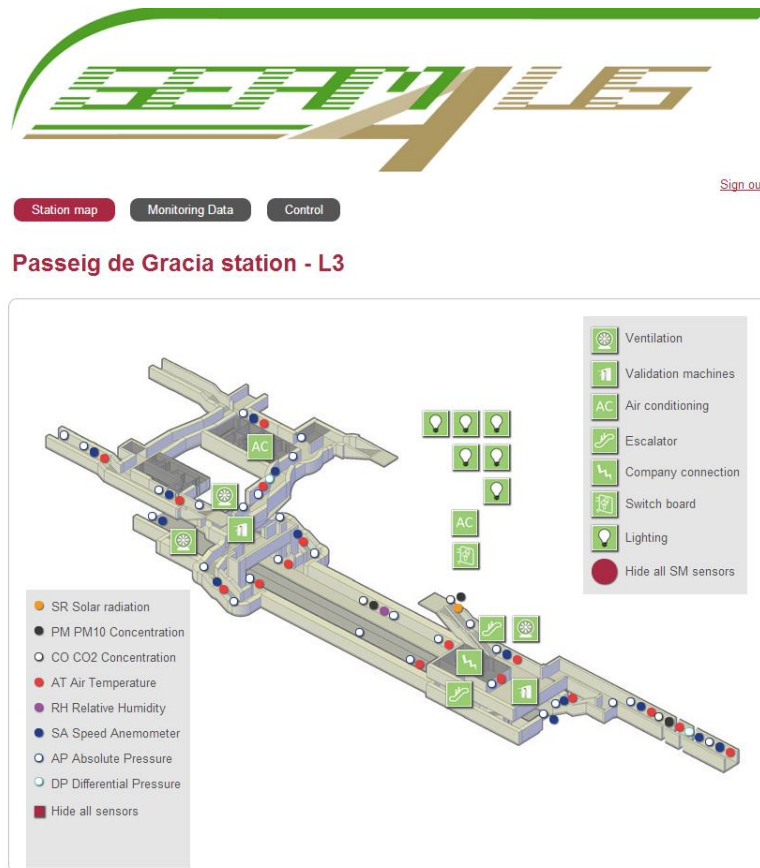 SEAM4US
Sign ou
Station map
Monitoring Data
Control
Passeig de Gracia station - L3
Ventilation
Validation machines
AC Air conditioning
Escalator
Company connection
Switch board
Lighting
Hide all SM sensors
AC
AC
SR Solar radiation
PM PM10 Concentration
CO CO2 Concentration
AT Air Temperature
RH Relative Humidity
SA Speed Anemometer
AP Absolute Pressure
DP Differential Pressure
Hide all sensors